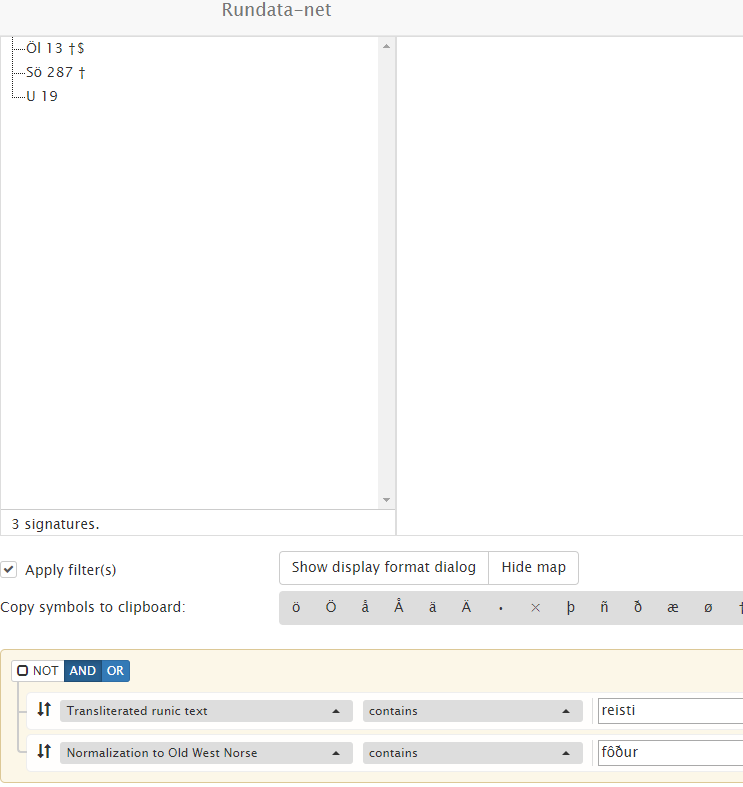 Rundata-net
Öl 13 †$
Sö 287 †
U 19
3 signatures.
Apply filter(s)
Show display format dialog
Hide map
Copy symbols to clipboard:
ö Ö å Å ä Ä · × þ ñ ð æ ø †
NOT AND OR
Transliterated runic text
contains
reisti
Normalization to Old West Norse
contains
fôður